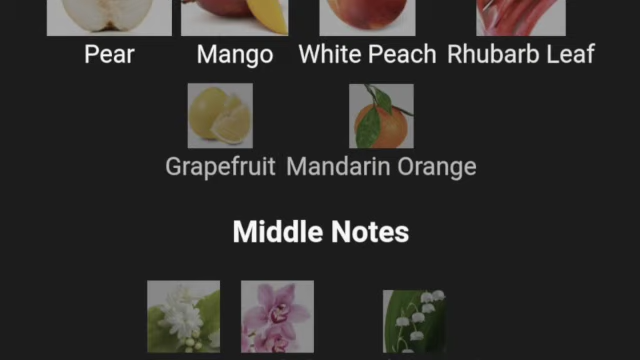 Pear Mango White Peach Rhubarb Leaf
Grapefruit Mandarin Orange
Middle Notes